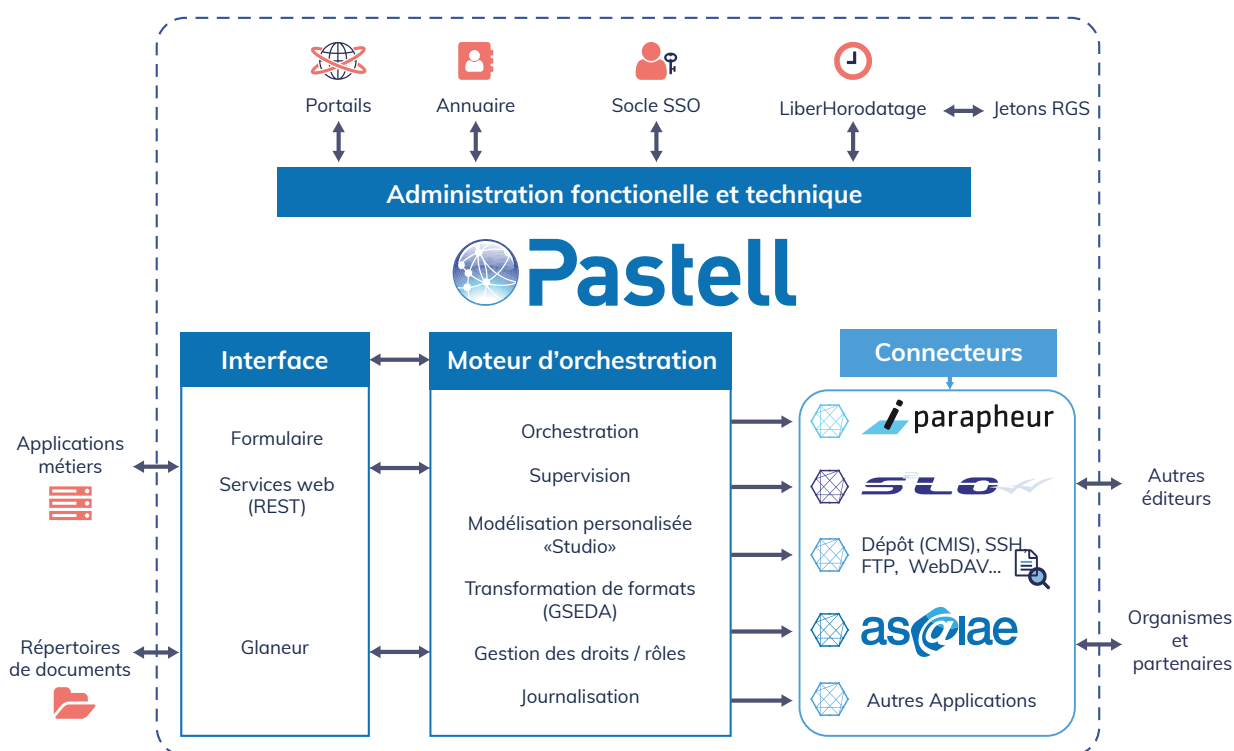 Portails
Annuaire
Socle SSO
LiberHorodatage
Jetons RGS
Administration fonctionelle et technique
Pastell
Interface
Formulaire
Services web
(REST)
Glaneur
Moteur d’orchestration
Orchestration
Supervision
Modélisation personalisée
«Studio»
Transformation de formats
(GSEDA)
Gestion des droits / rôles
Journalisation
Connecteurs
i parapheur
SLOW
Dépôt (CMIS), SSH,
FTP, WebDAV...
as@lae
Autres Applications
Applications
métiers
Répertoires
de documents
Autres
éditeurs
Organismes
et
partenaires